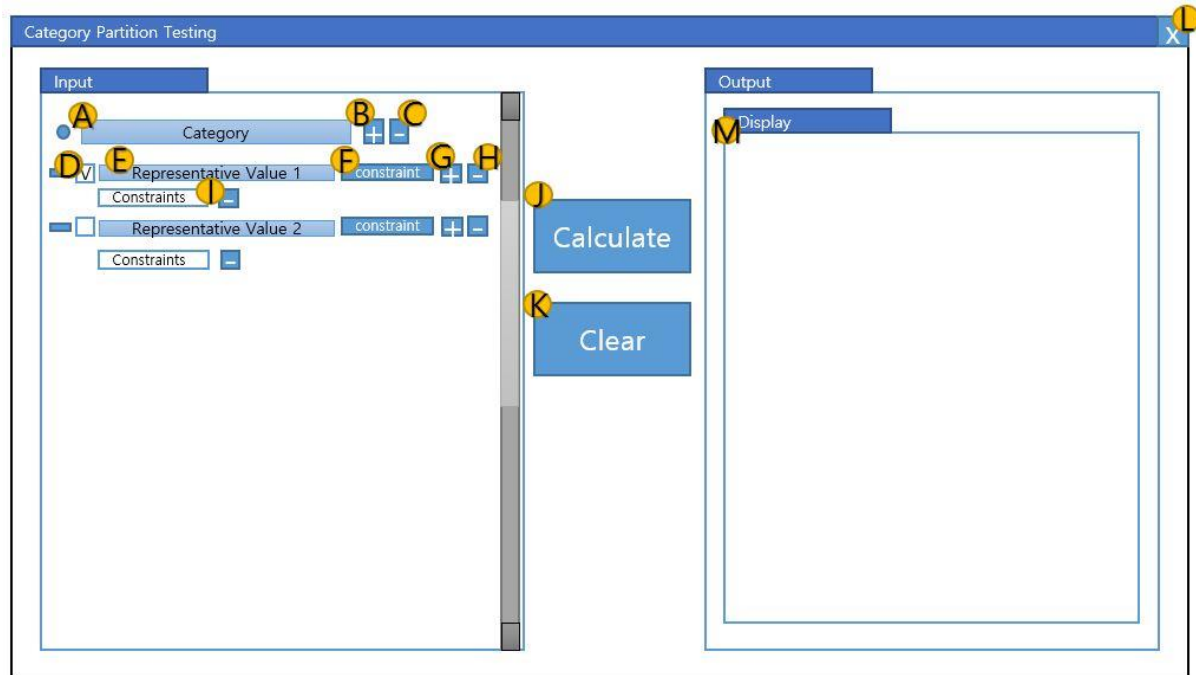 Category Partition Testing X L
Input
Output
A Category B + C -
M Display
D √ E Representative Value 1 F constraint G + H -
Constraints I -
J Calculate
Representative Value 2 constraint + -
Constraints -
K Clear